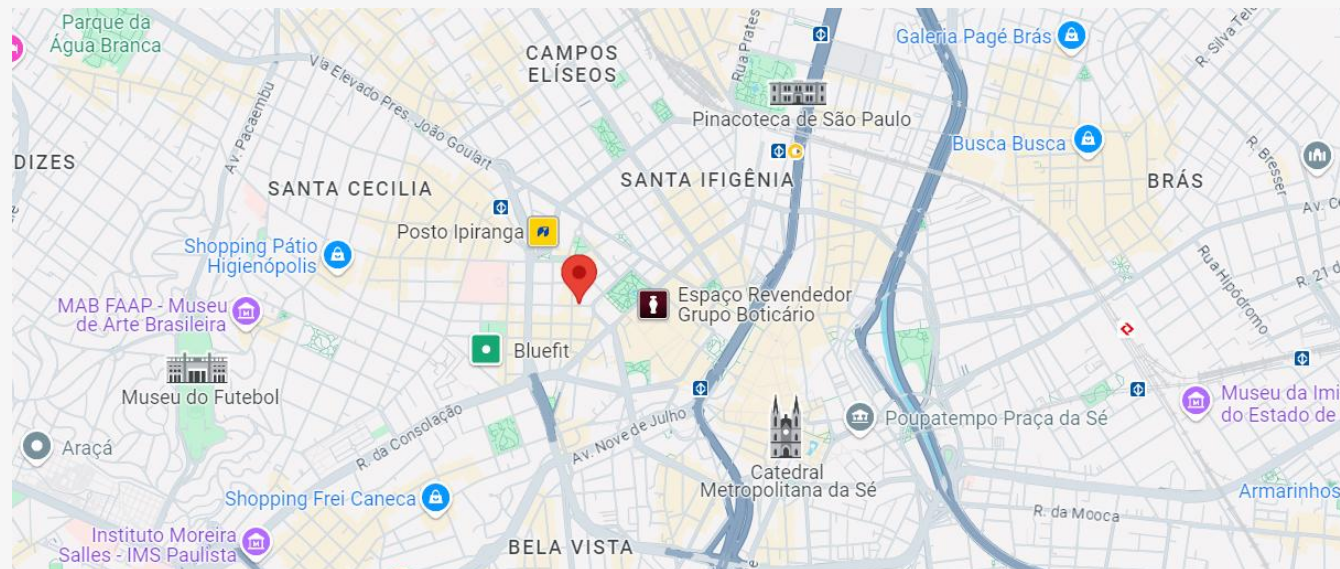 Parque da
Água Branca
CAMPOS
ELÍSEOS
Rua Prates
Galeria Pagé Brás
R. Silva Tele
Via Elevado Pres. João Goulart
Av. Pacaembu
Pinacoteca de São Paulo
Busca Busca
DIZES
SANTA CECILIA
SANTA IFIGÊNIA
BRÁS
R. Bresser
Av. C
Posto Ipiranga
Shopping Pátio
Higienópolis
Rua Hipódromo
R. 21 d
MAB FAAP - Museu
de Arte Brasileira
Espaço Revendedor
Grupo Boticário
Bluefit
Museu do Futebol
Museu da Imi
do Estado de
R. da Consolação
Av. Nove de Julho
Poupatempo Praça da Sé
Araçá
Catedral
Metropolitana da Sé
Shopping Frei Caneca
Armarinhos
R. da Mooca
Instituto Moreira
Salles - IMS Paulista
BELA VISTA